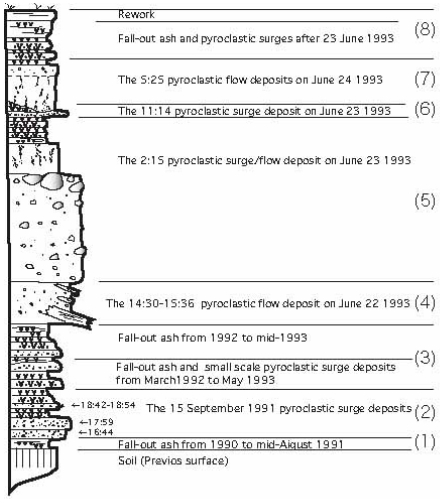 Rework
Fall-out ash and pyroclastic surges after 23 June 1993 (8)
The 5:25 pyroclastic flow deposits on June 24 1993 (7)
The 11:14 pyroclastic surge deposit on June 23 1993 (6)
The 2:15 pyroclastic surge/flow deposit on June 23 1993
(5)
The 14:30-15:36 pyroclastic flow deposit on June 22 1993 (4)
Fall-out ash from 1992 to mid-1993
(3)
Fall-out ash and small scale pyroclastic surge deposits
from March1992 to May 1993
←18:42-18:54 The 15 September 1991 pyroclastic surge deposits (2)
←17:59
←16:44
Fall-out ash from 1990 to mid-Aigust 1991 (1)
Soil (Previos surface)